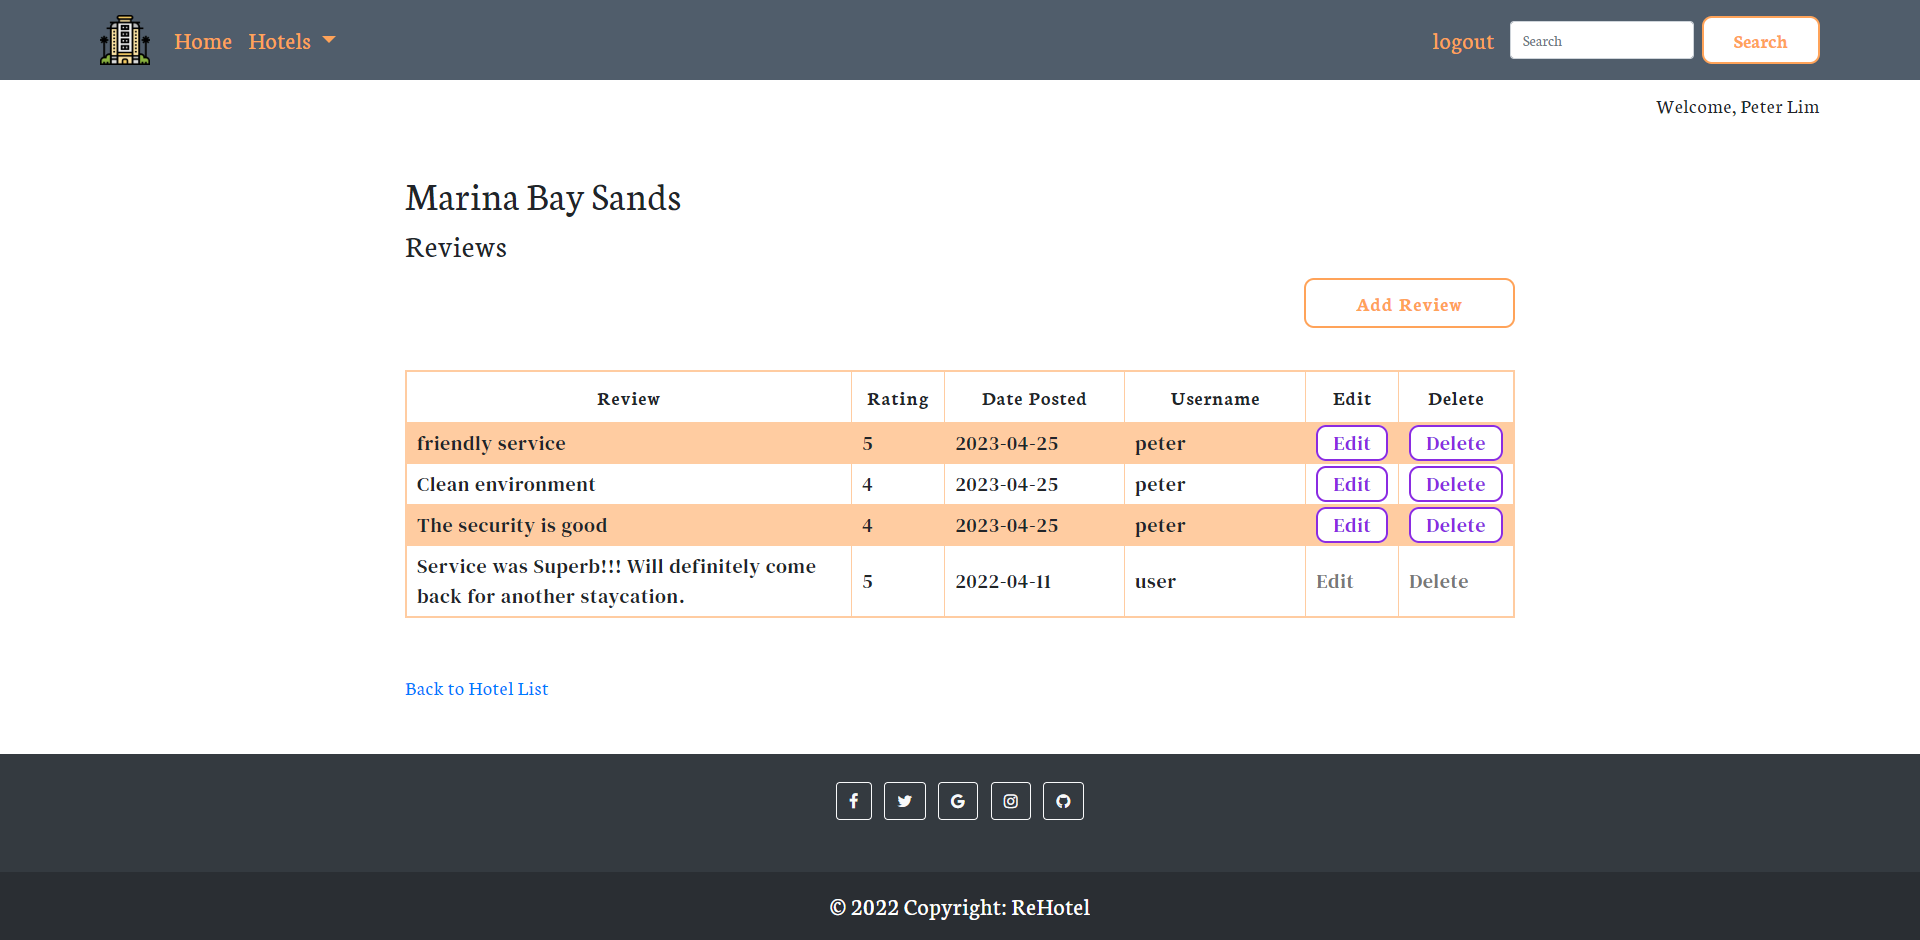 Home Hotels logout Search Search
Welcome, Peter Lim
Marina Bay Sands
Reviews
Add Review
Review Rating Date Posted Username Edit Delete
friendly service 5 2023-04-25 peter Edit Delete
Clean environment 4 2023-04-25 peter Edit Delete
The security is good 4 2023-04-25 peter Edit Delete
Service was Superb!!! Will definitely come
back for another staycation. 5 2022-04-11 user Edit Delete
Back to Hotel List
© 2022 Copyright: ReHotel